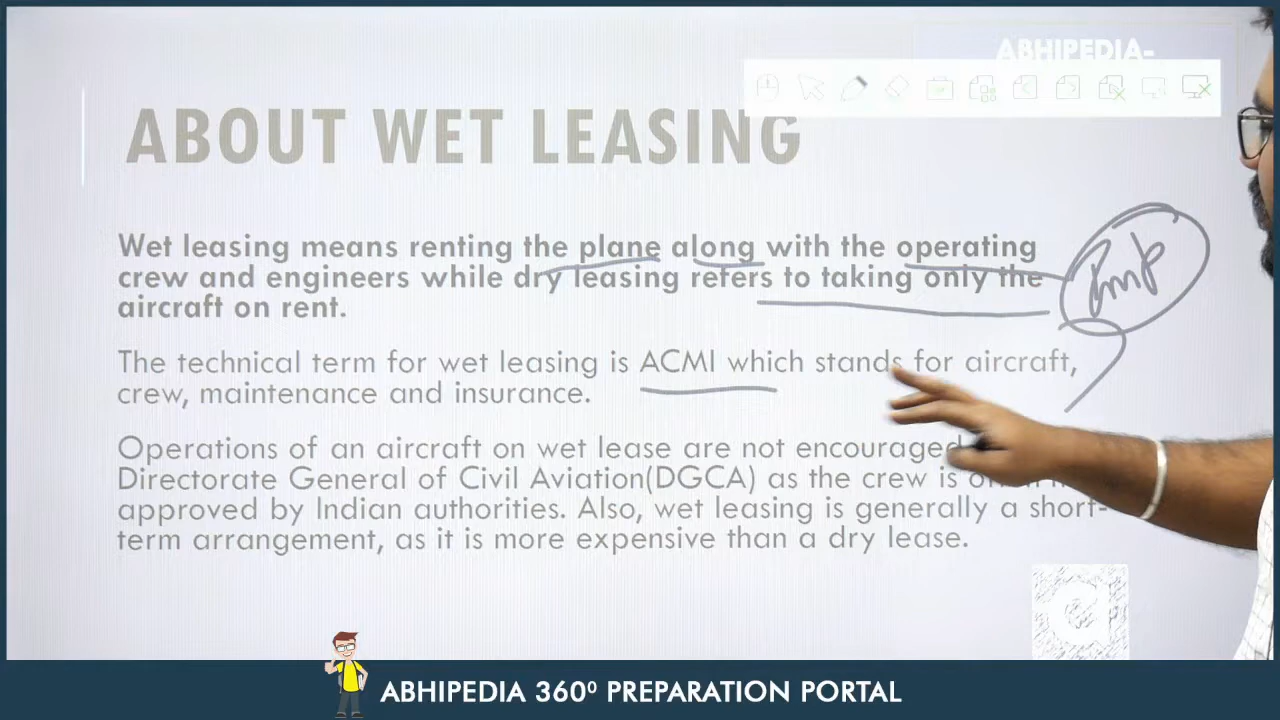 ABHIPEDIA-
ABOUT WET LEASING
Wet leasing means renting the plane along with the operating
crew and engineers while dry leasing refers to taking only the
aircraft on rent.
Imp
The technical term for wet leasing is ACMI which stands for aircraft,
crew, maintenance and insurance.
Operations of an aircraft on wet lease are not encouraged
Directorate General of Civil Aviation(DGCA) as the crew is
approved by Indian authorities. Also, wet leasing is generally a short-
term arrangement, as it is more expensive than a dry lease.
ABHIPEDIA 360⁰ PREPARATION PORTAL